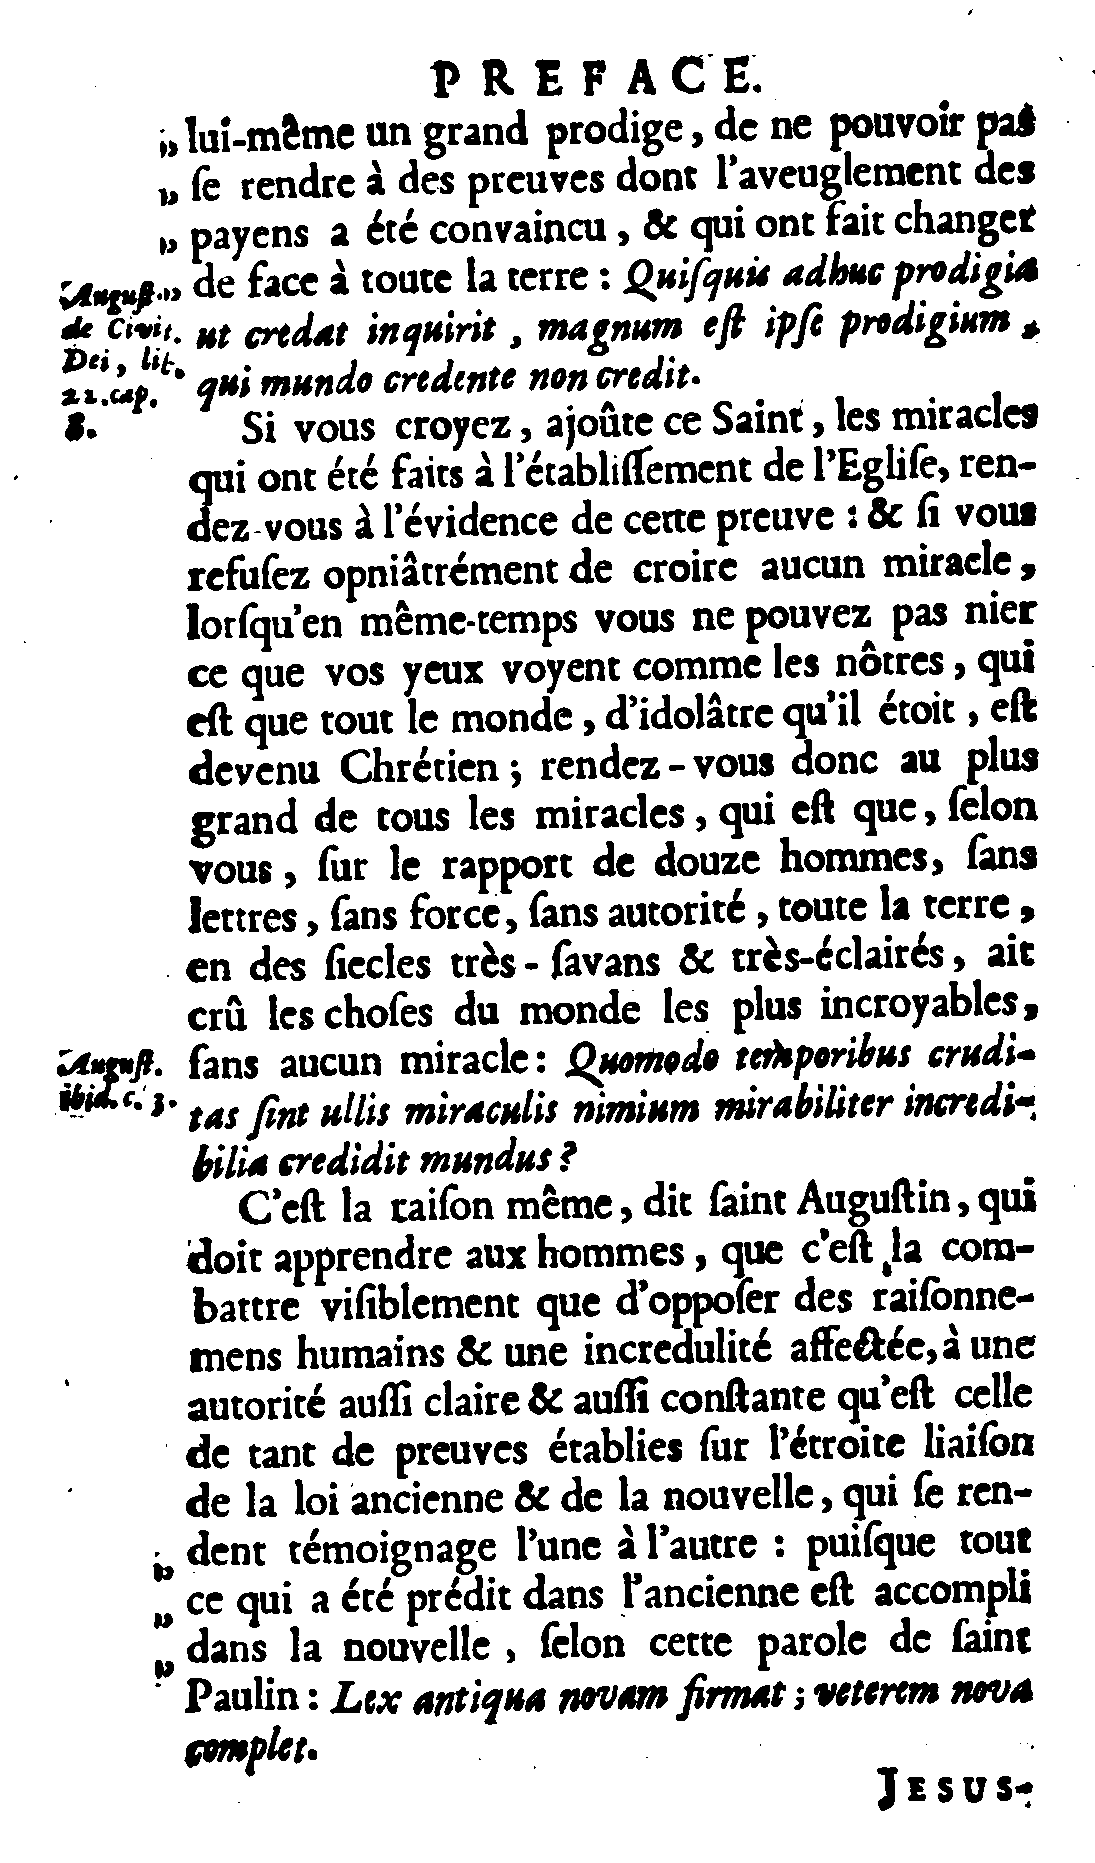 PREFACE.
„ lui-même un grand prodige, de ne pouvoir pas
„ ſe rendre à des preuves dont l'aveuglement des
„ payens a été convaincu, & qui ont fait changer
„ de face à toute la terre : Quiſquis adhuc prodigia
ut credat inquirit, magnum eſt ipſe prodigium,
qui mundo credente non credit.
Auguſt.
de Civit.
Dei, lit.
22. cap.
8.
Si vous croyez, ajoûte ce Saint, les miracles
qui ont été faits à l'établiſſement de l'Egliſe, ren-
dez-vous à l'évidence de cette preuve : & ſi vous
refuſez opniâtrément de croire aucun miracle,
lorſqu'en même-temps vous ne pouvez pas nier
ce que vos yeux voyent comme les nôtres, qui
eſt que tout le monde, d'idolâtre qu'il étoit, eſt
devenu Chrétien ; rendez-vous donc au plus
grand de tous les miracles, qui eſt que, ſelon
vous, ſur le rapport de douze hommes, ſans
lettres, ſans force, ſans autorité, toute la terre,
en des ſiecles très-ſavans & très-éclairés, ait
crû les choſes du monde les plus incroyables,
ſans aucun miracle : Quomodo temporibus crudi-
tas ſint ullis miraculis nimium mirabiliter incredi-
bilia credidit mundus ?
Auguſt.
ibid. c. 3.
C'eſt la raiſon même, dit ſaint Auguſtin, qui
doit apprendre aux hommes, que c'eſt la com-
battre viſiblement que d'oppoſer des raiſonne-
mens humains & une incredulité affectée, à une
autorité auſſi claire & auſſi conſtante qu'eſt celle
de tant de preuves établies ſur l'étroite liaiſon
de la loi ancienne & de la nouvelle, qui ſe ren-
„ dent témoignage l'une à l'autre : puiſque tout
„ ce qui a été prédit dans l'ancienne eſt accompli
„ dans la nouvelle, ſelon cette parole de ſaint
Paulin : Lex antiqua novam firmat ; veterem nova
complet.
JESUS-